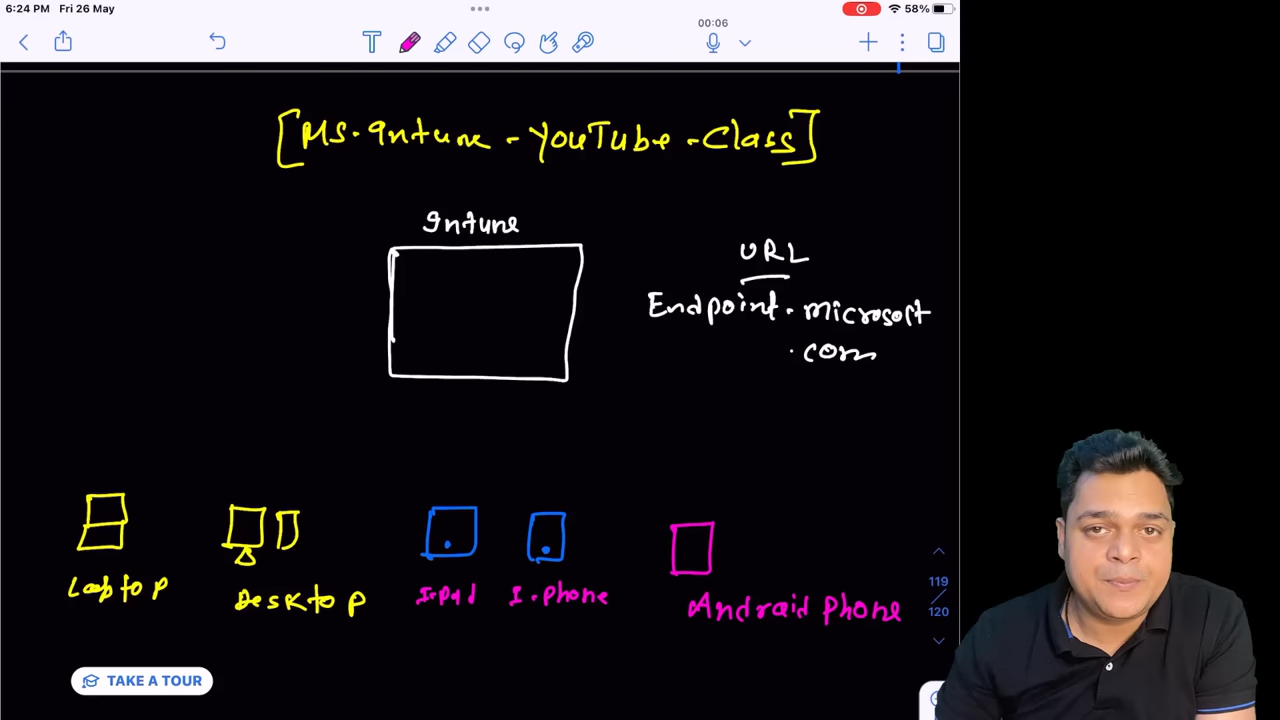 6:24 PM Fri 26 May
58%
00:06
T
[MS. Intune - YouTube - Class]
Intune
URL
Endpoint. microsoft
.com
Laptop
Desktop
I-pad
I-phone
Andraid phone
119
120
TAKE A TOUR